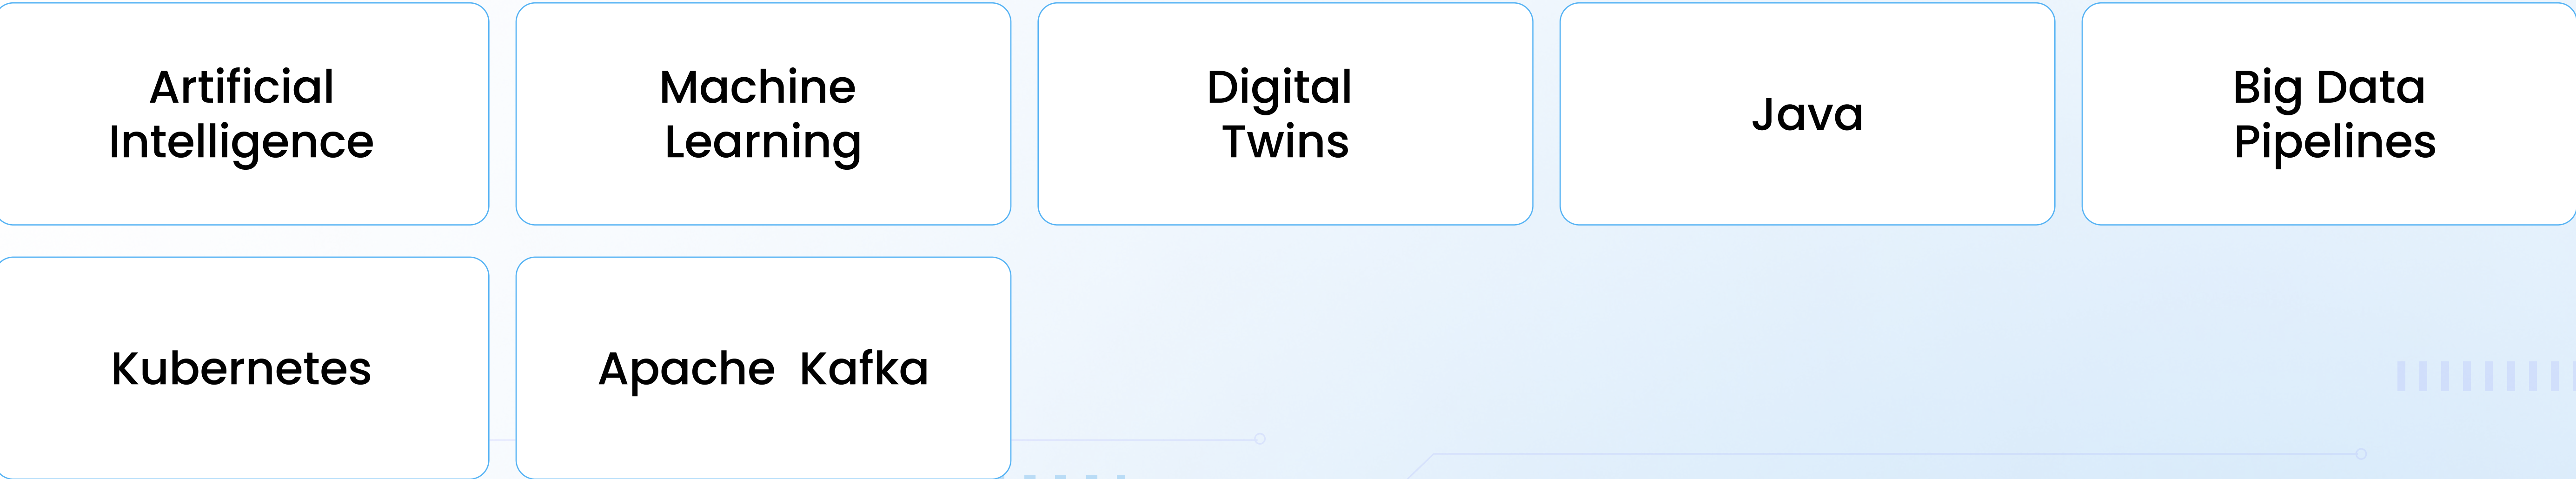 Artificial
Intelligence
Machine
Learning
Digital
Twins
Java
Big Data
Pipelines
Kubernetes
Apache  Kafka